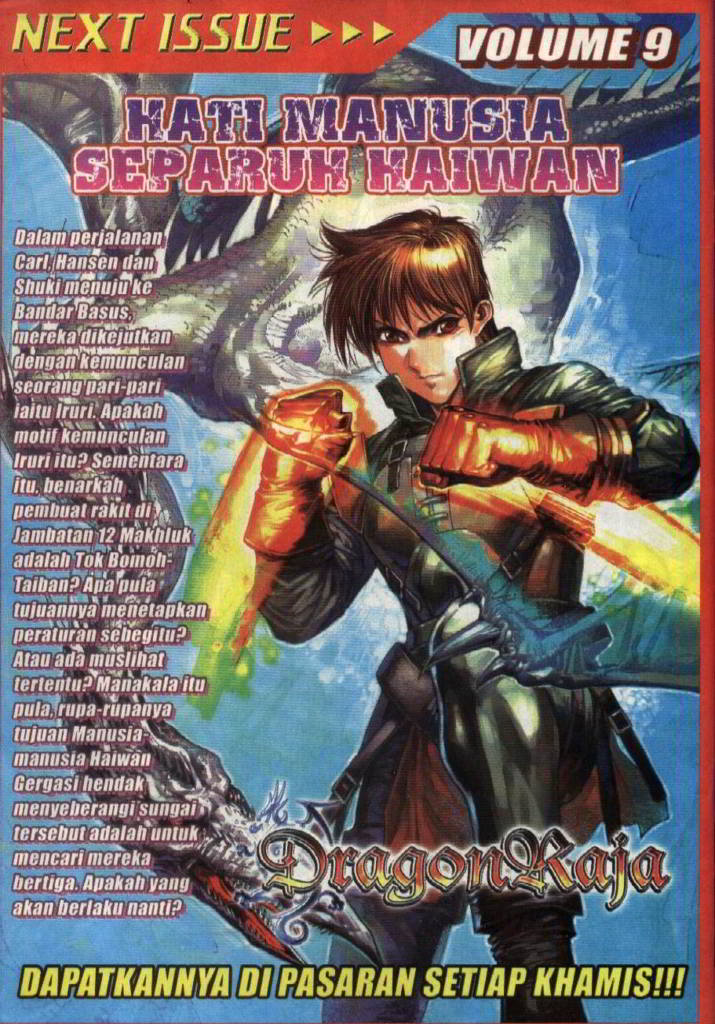 NEXT ISSUE
VOLUME 9
HATI MANUSIA
SEPARUH HAIWAN
Dalam perjalanan
Carl, Hansen dan
Shuki menuju ke
Bandar Basus,
mereka dikejutkan
dengan kemunculan
seorang pari-pari
iaitu Iruri. Apakah
motif kemunculan
Iruri itu? Sementara
itu, benarkah
pembuat rakit di
Jambatan 12 Makhluk
adalah Tok Bomoh-
Taiban? Apa pula
tujuannya menetapkan
peraturan sebegitu?
Atau ada muslihat
tertentu? Manakala itu
pula, rupa-rupanya
tujuan Manusia-
manusia Haiwan
Gergasi hendak
menyeberangi sungai
tersebut adalah untuk
mencari mereka
bertiga. Apakah yang
akan berlaku nanti?
DragonRaja
DAPATKANNYA DI PASARAN SETIAP KHAMIS!!!